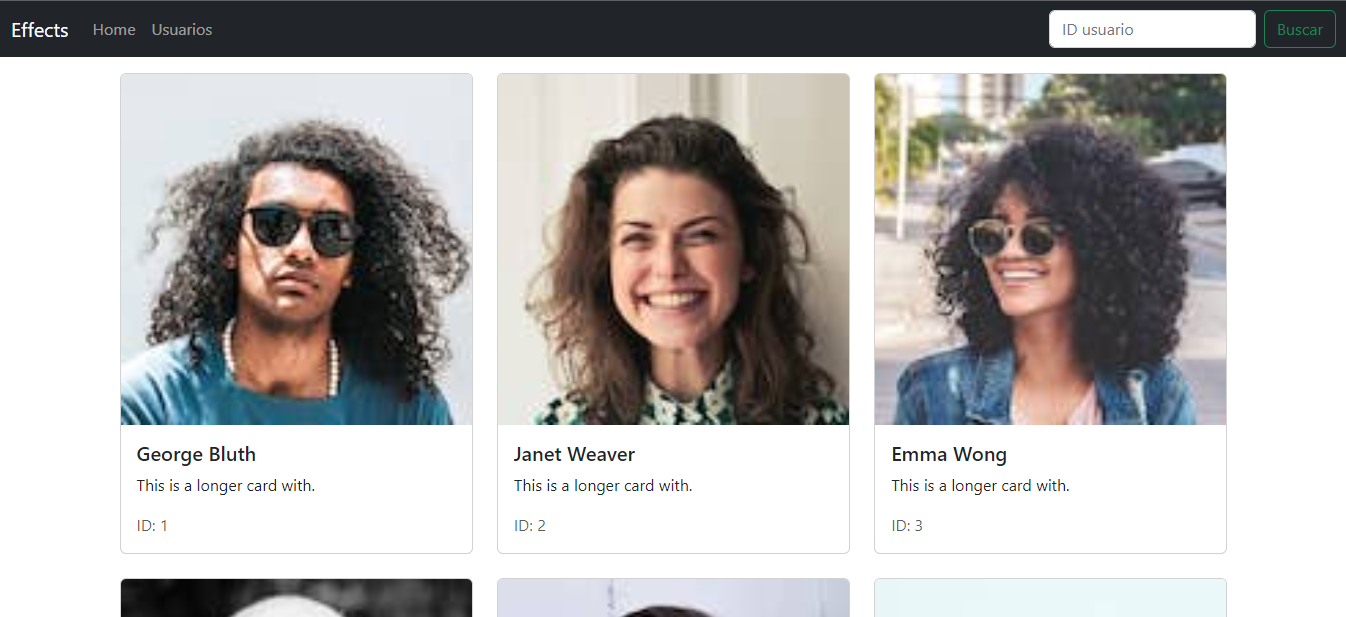 Effects Home Usuarios ID usuario Buscar
George Bluth
This is a longer card with.
ID: 1
Janet Weaver
This is a longer card with.
ID: 2
Emma Wong
This is a longer card with.
ID: 3